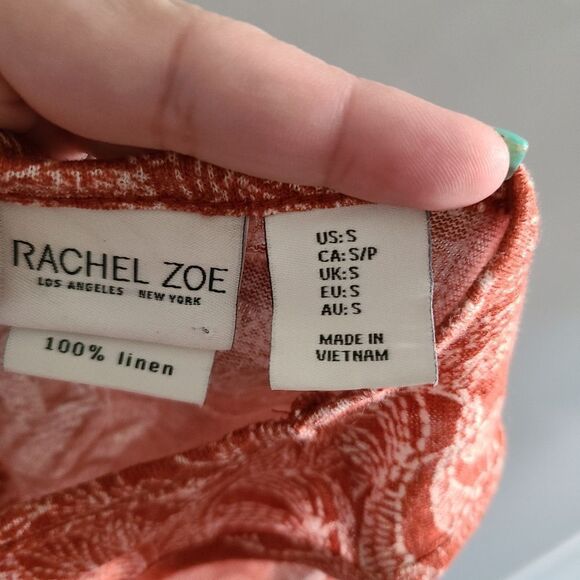 RACHEL ZOE
LOS ANGELES NEW YORK
100% linen
US: S
CA: S/P
UK: S
EU: S
AU: S
MADE IN
VIETNAM